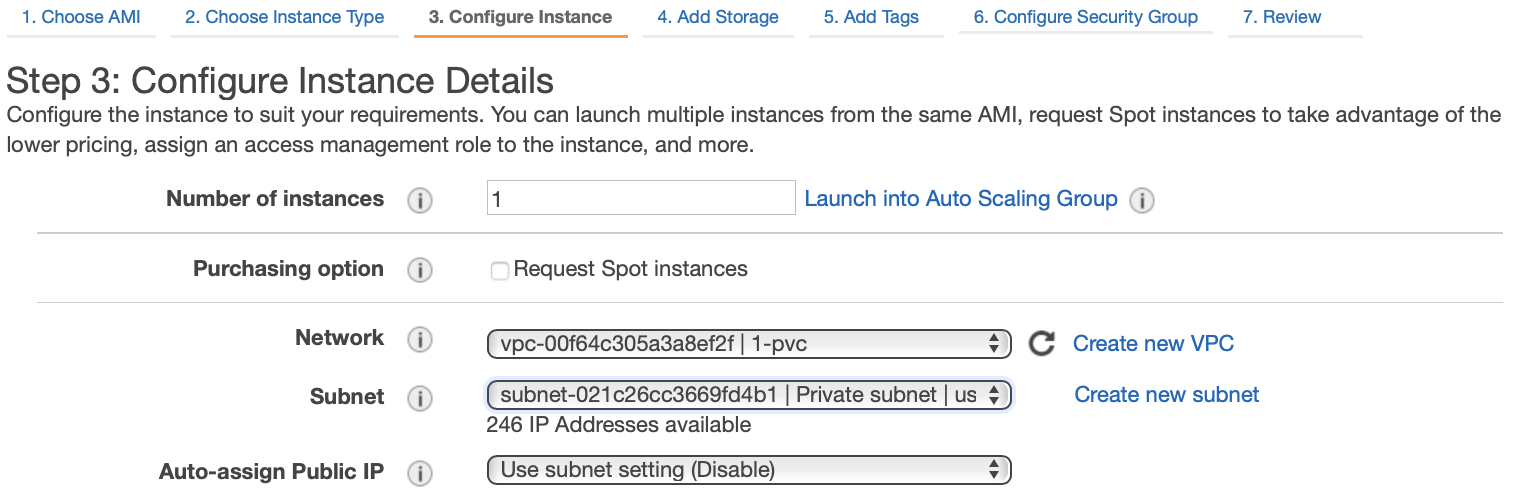 1. Choose AMI 2. Choose Instance Type 3. Configure Instance 4. Add Storage 5. Add Tags 6. Configure Security Group 7. Review
Step 3: Configure Instance Details
Configure the instance to suit your requirements. You can launch multiple instances from the same AMI, request Spot instances to take advantage of the
lower pricing, assign an access management role to the instance, and more.
Number of instances i 1 Launch into Auto Scaling Group i
Purchasing option i Request Spot instances
Network i vpc-00f64c305a3a8ef2f | 1-pvc Create new VPC
Subnet i subnet-021c26cc3669fd4b1 | Private subnet | us Create new subnet
246 IP Addresses available
Auto-assign Public IP i Use subnet setting (Disable)